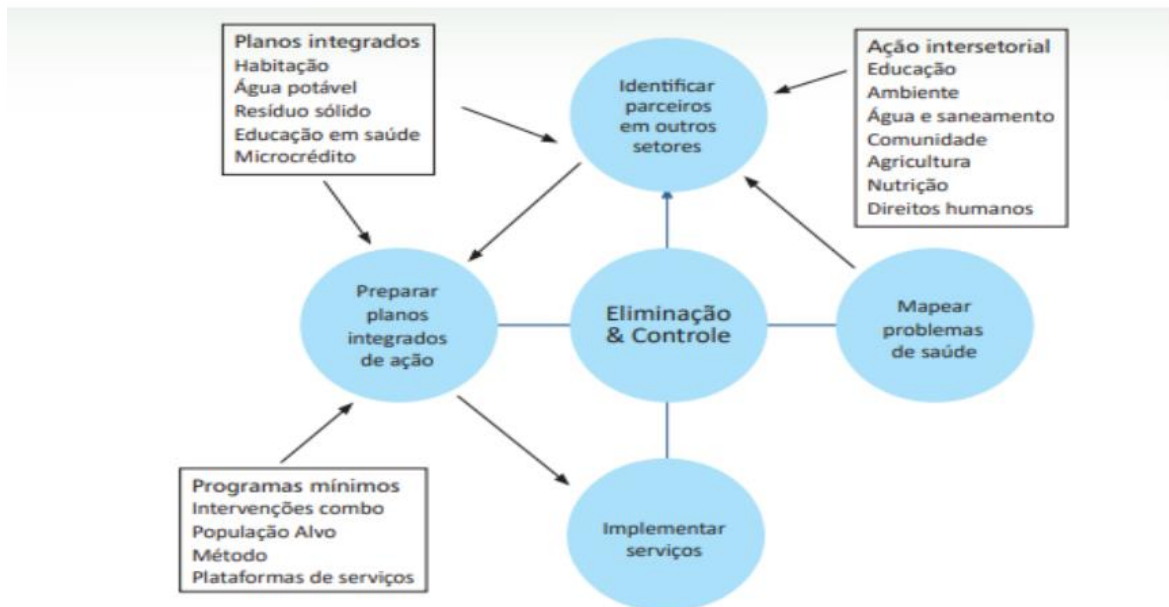 Planos integrados
Habitação
Água potável
Resíduo sólido
Educação em saúde
Microcrédito
Identificar
parceiros
em outros
setores
Ação intersetorial
Educação
Ambiente
Água e saneamento
Comunidade
Agricultura
Nutrição
Direitos humanos
Preparar
planos
integrados
de ação
Eliminação
& Controle
Mapear
problemas
de saúde
Programas mínimos
Intervenções combo
População Alvo
Método
Plataformas de serviços
Implementar
serviços